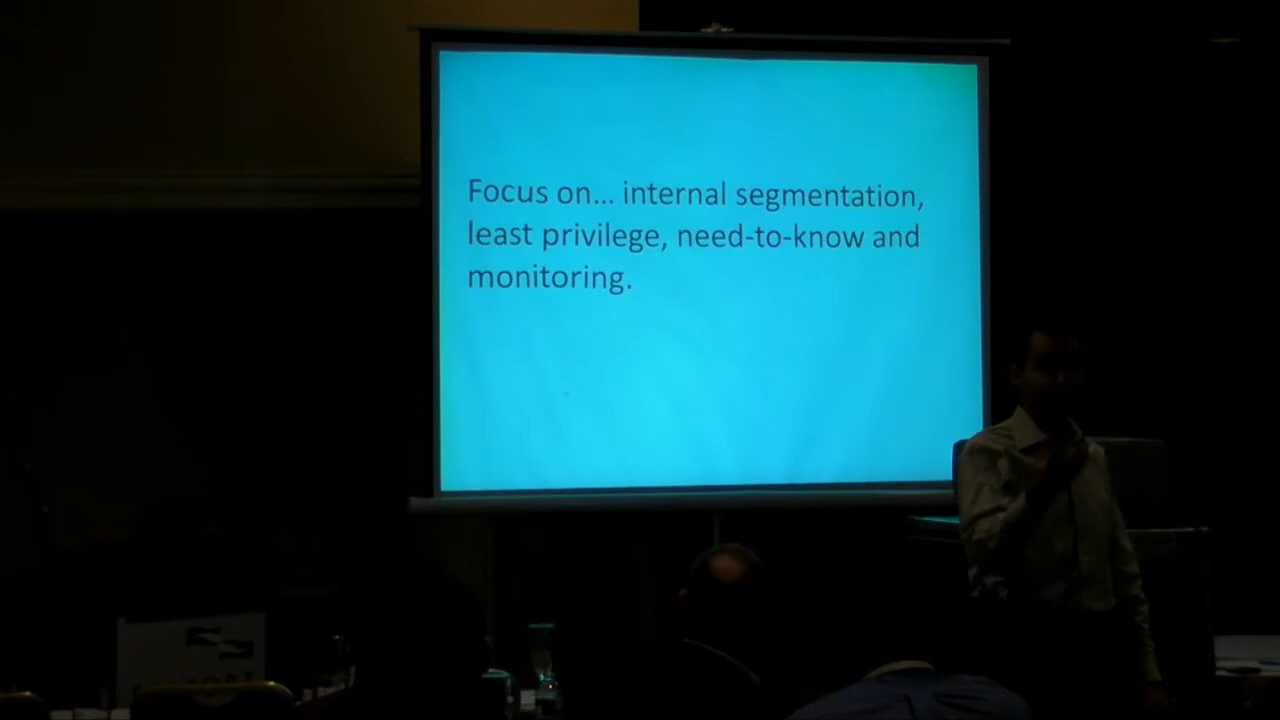 Focus on... internal segmentation,
least privilege, need-to-know and
monitoring.